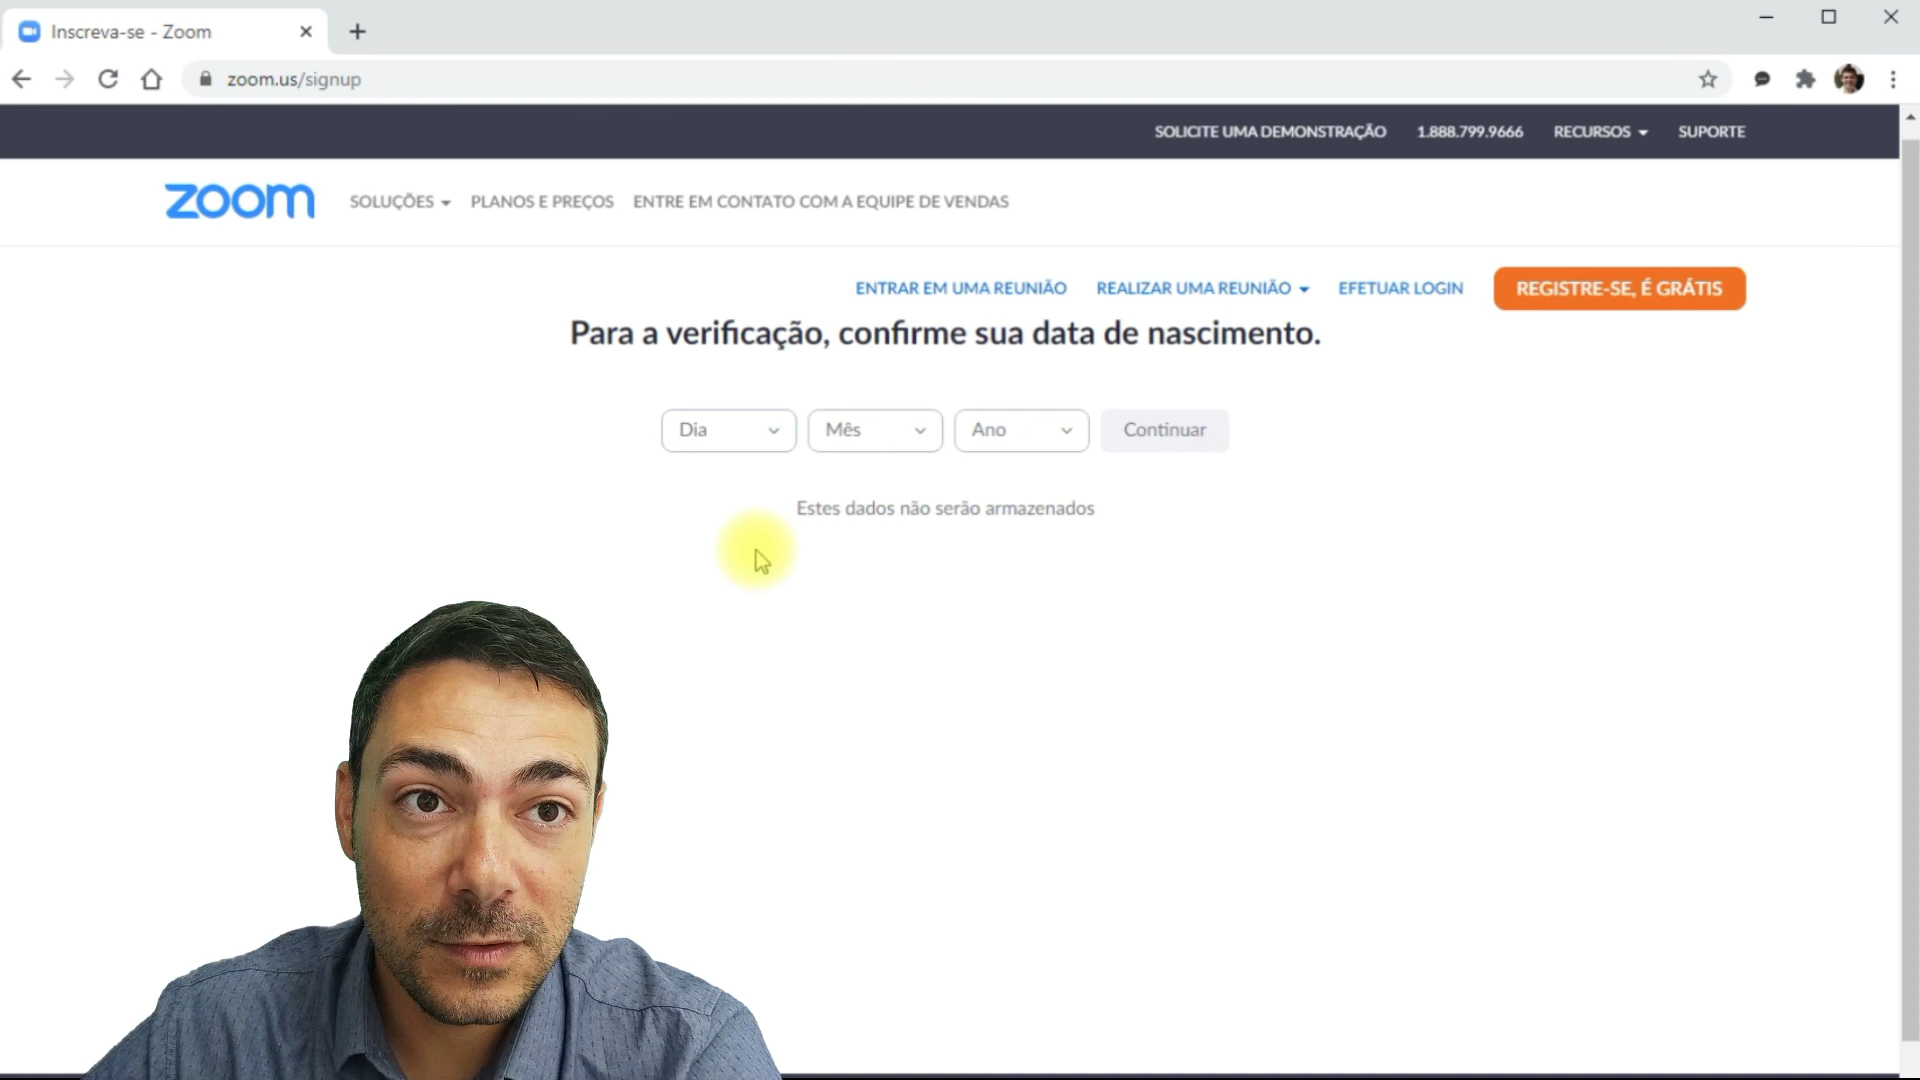 Inscreva-se - Zoom
zoom.us/signup
SOLICITE UMA DEMONSTRAÇÃO 1.888.799.9666 RECURSOS SUPORTE
zoom SOLUÇÕES PLANOS E PREÇOS ENTRE EM CONTATO COM A EQUIPE DE VENDAS
ENTRAR EM UMA REUNIÃO REALIZAR UMA REUNIÃO EFETUAR LOGIN REGISTRE-SE, É GRÁTIS
Para a verificação, confirme sua data de nascimento.
Dia Mês Ano Continuar
Estes dados não serão armazenados